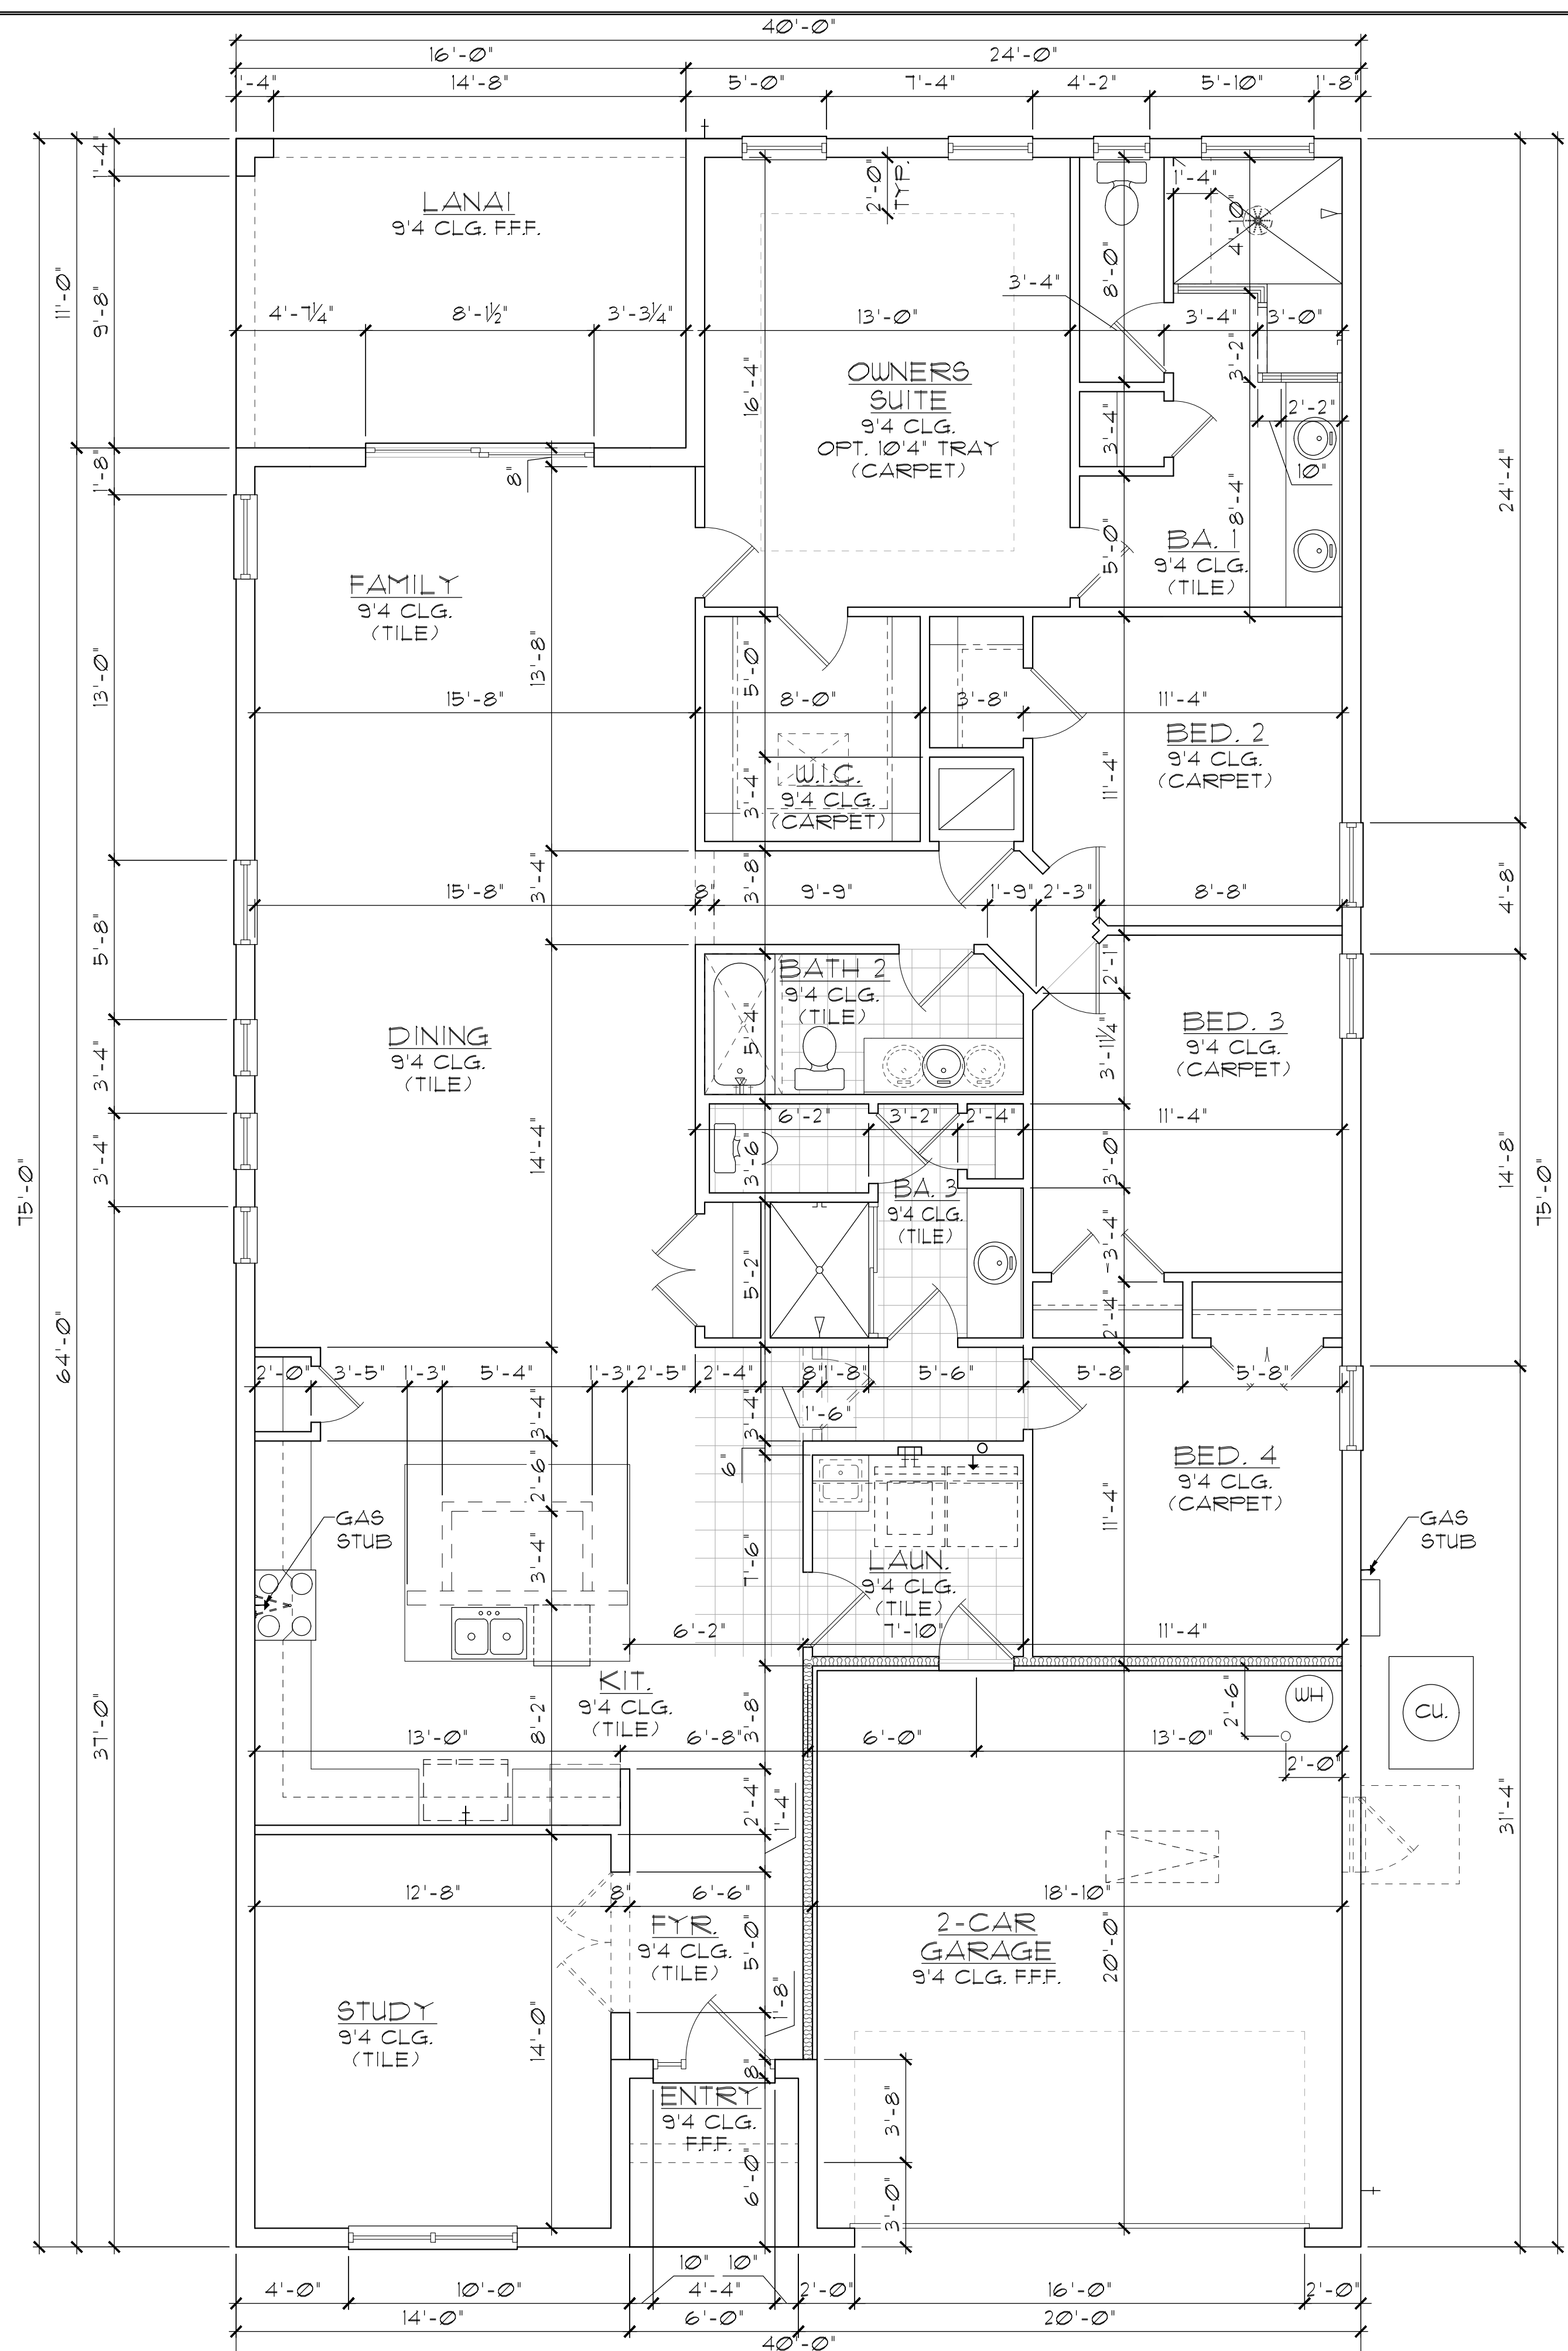 40'-0"
16'-0" 24'-0"
14'-8" 5'-0" 7'-4" 4'-2" 5'-10" 1'-8"
LANAI
9'4 CLG. F.F.F.
2'-0" TYP.
1'-4"
4'-0"
8'-0"
11'-0"
9'-8"
3'-4"
4'-7¼" 8'-½" 3'-3¼" 13'-0" 3'-4" 3'-0"
3'-2"
16'-4"
OWNERS
SUITE
9'4 CLG.
OPT. 10'4" TRAY
(CARPET)
3'-4"
2'-2"
10"
1'-8"
8"
24'-4"
8'-4"
5'-0"
BA. 1
9'4 CLG.
(TILE)
FAMILY
9'4 CLG.
(TILE)
13'-0"
13'-8"
5'-0"
15'-8" 8'-0" 3'-8" 11'-4"
BED. 2
9'4 CLG.
(CARPET)
W.I.C.
9'4 CLG.
(CARPET)
3'-4"
11'-4"
3'-4"
3'-8"
15'-8" 8" 9'-9" 1'-9" 2'-3" 8'-8"
4'-8"
5'-8"
BATH 2
9'4 CLG.
(TILE)
2'-1"
5'-4"
DINING
9'4 CLG.
(TILE)
BED. 3
9'4 CLG.
(CARPET)
3'-11¼"
3'-4"
6'-2" 3'-2" 2'-4" 11'-4"
3'-4"
14'-4"
3'-6"
3'-0"
14'-8"
75'-0"
75'-0"
BA. 3
9'4 CLG.
(TILE)
5'-2"
3'-4"
2'-4"
64'-0"
2'-0" 3'-5" 1'-3" 5'-4" 1'-3" 2'-5" 2'-4" 8" 1'-8" 5'-6" 5'-8" 5'-8"
1'-6"
3'-4"
3'-4"
6"
2'-6"
BED. 4
9'4 CLG.
(CARPET)
11'-4"
GAS
STUB
GAS
STUB
3'-4"
7'-6"
LAUN.
9'4 CLG.
(TILE)
6'-2" 7'-10" 11'-4"
KIT.
9'4 CLG.
(TILE)
WH
CU.
2'-6"
37'-0"
8'-2"
3'-8"
13'-0" 6'-8" 6'-0" 13'-0"
2'-0"
2'-4"
1'-4"
31'-4"
12'-8" 8" 6'-6" 18'-10"
FYR.
9'4 CLG.
(TILE)
5'-0"
2-CAR
GARAGE
9'4 CLG. F.F.F.
20'-0"
STUDY
9'4 CLG.
(TILE)
14'-0"
1'-8"
8"
ENTRY
9'4 CLG.
F.F.F.
3'-8"
6'-0"
3'-0"
10" 10"
4'-0" 10'-0" 4'-4" 2'-0" 16'-0" 2'-0"
14'-0" 6'-0" 20'-0"
40'-0"